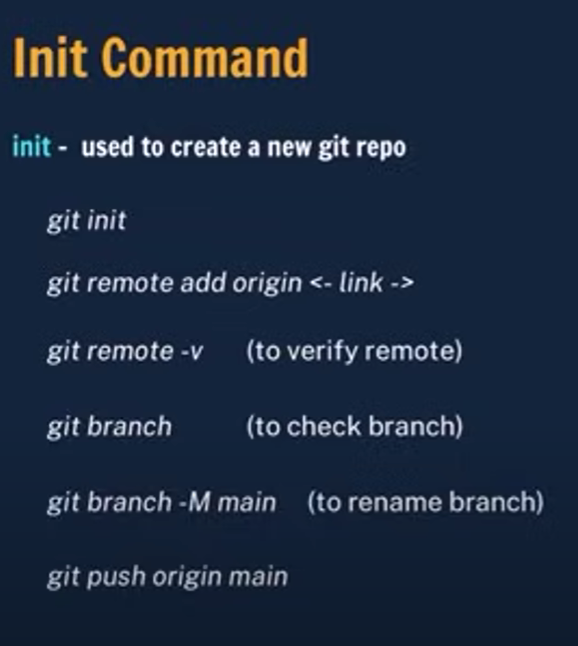 Init Command
init - used to create a new git repo
git init
git remote add origin <- link ->
git remote -v (to verify remote)
git branch (to check branch)
git branch -M main (to rename branch)
git push origin main